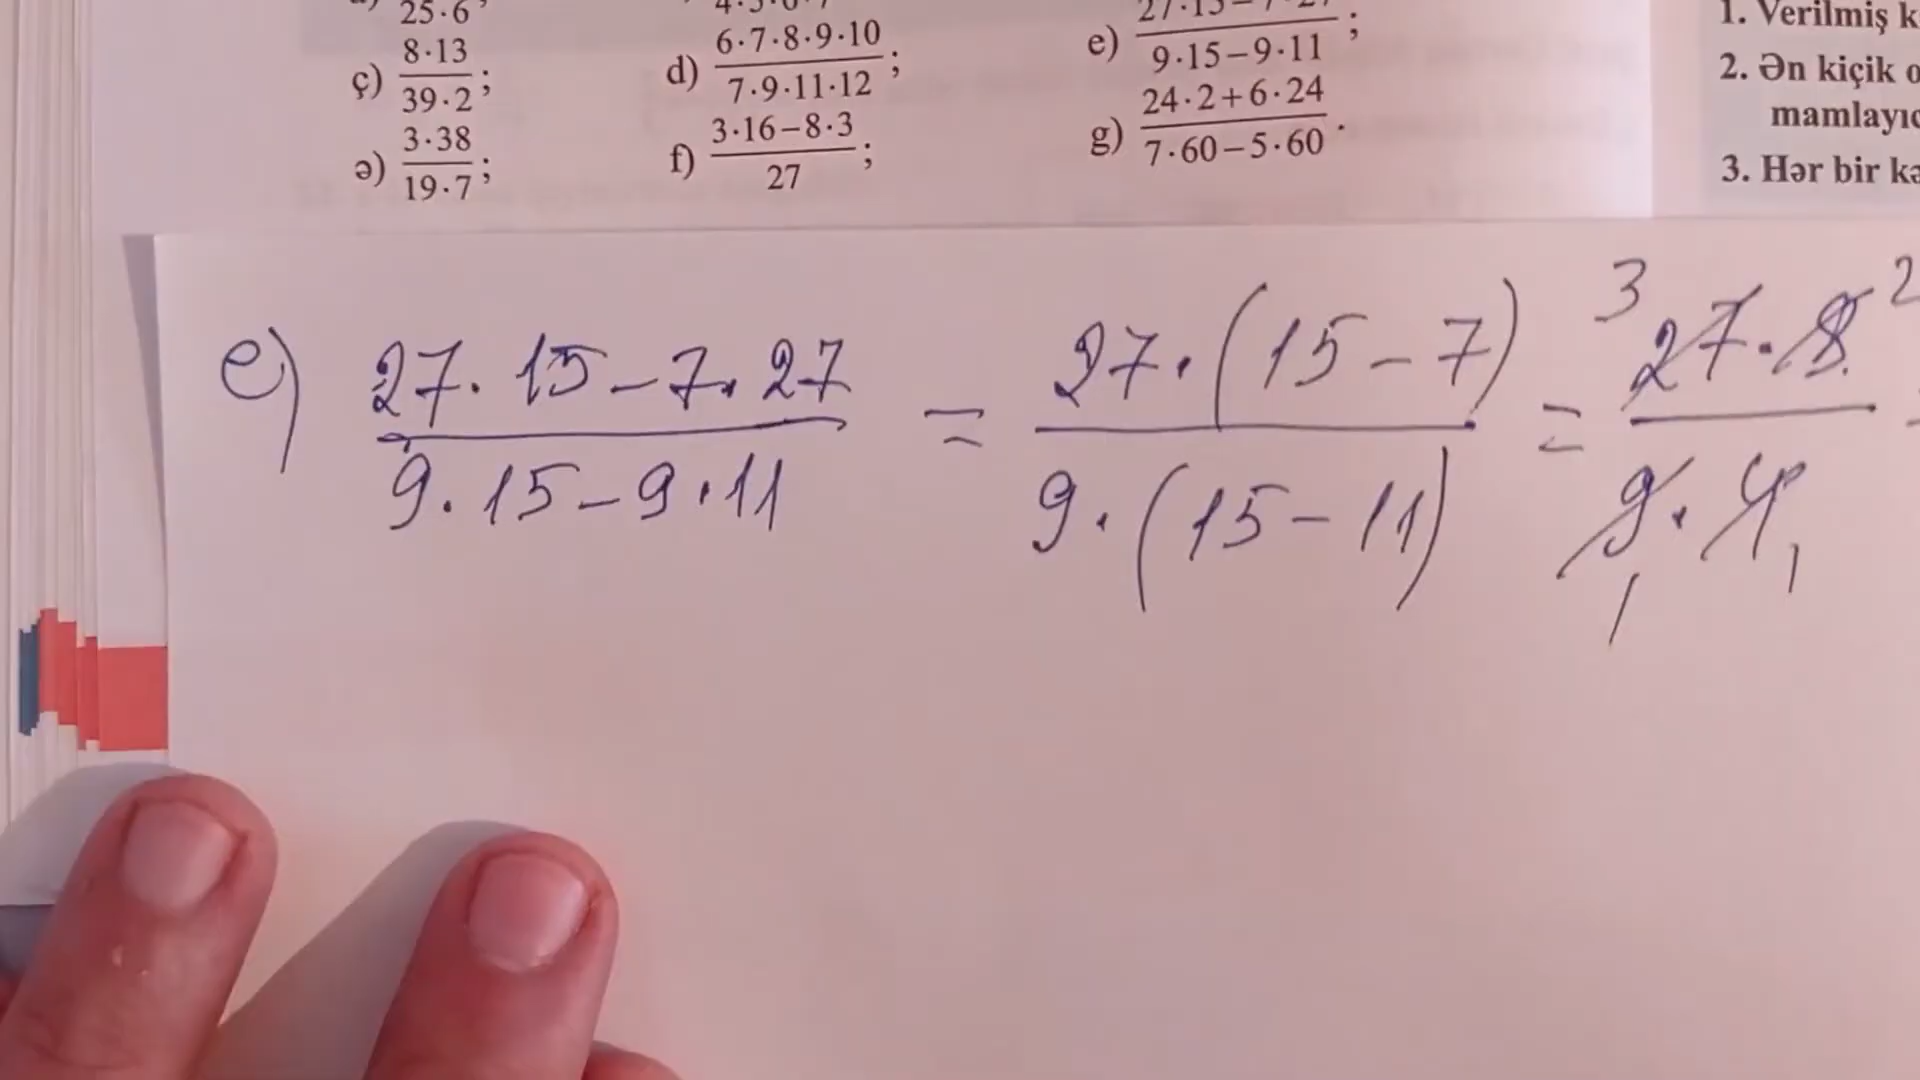 25·6 ;
ç) 8·13 / 39·2 ;
ə) 3·38 / 19·7 ;
d) 6·7·8·9·10 / 7·9·11·12 ;
f) 3·16−8·3 / 27 ;
e) 27·15−7·27 / 9·15−9·11 ;
g) 24·2+6·24 / 7·60−5·60 .
1. Verilmiş k
2. Ən kiçik o
mamlayıc
3. Hər bir kə
e) 27·15−7·27 / 9·15−9·11 = 27·(15−7) / 9·(15−11) = 3 27·8 2 / 9·4 1 1